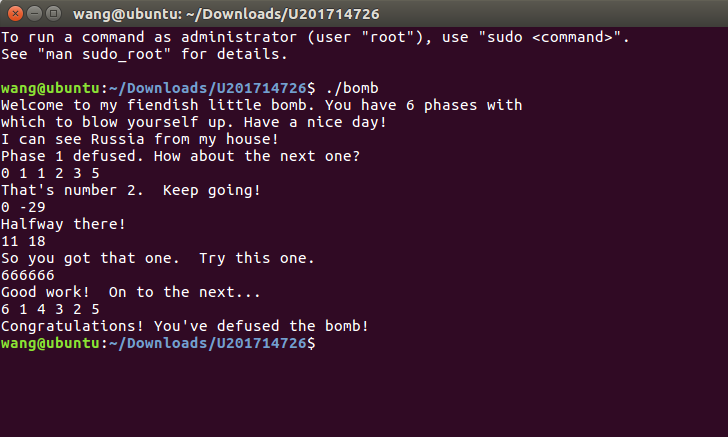 wang@ubuntu: ~/Downloads/U201714726
To run a command as administrator (user "root"), use "sudo <command>".
See "man sudo_root" for details.
wang@ubuntu:~/Downloads/U201714726$ ./bomb
Welcome to my fiendish little bomb. You have 6 phases with
which to blow yourself up. Have a nice day!
I can see Russia from my house!
Phase 1 defused. How about the next one?
0 1 1 2 3 5
That's number 2.  Keep going!
0 -29
Halfway there!
11 18
So you got that one.  Try this one.
666666
Good work!  On to the next...
6 1 4 3 2 5
Congratulations! You've defused the bomb!
wang@ubuntu:~/Downloads/U201714726$